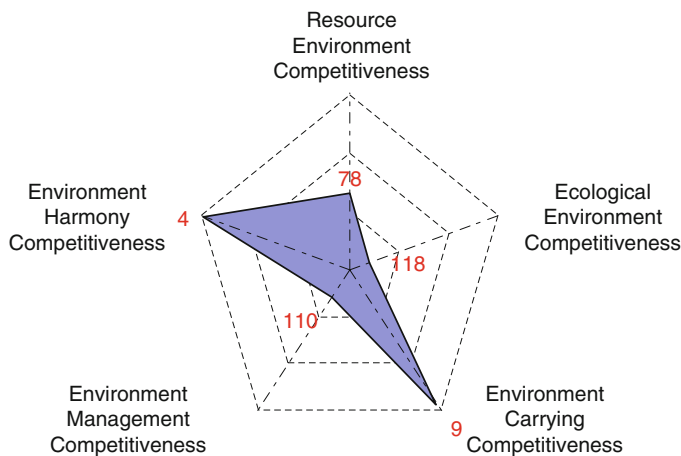 Resource
Environment
Competitiveness
78
Environment
Harmony
Competitiveness
4
Ecological
Environment
Competitiveness
118
110
Environment
Management
Competitiveness
9
Environment
Carrying
Competitiveness